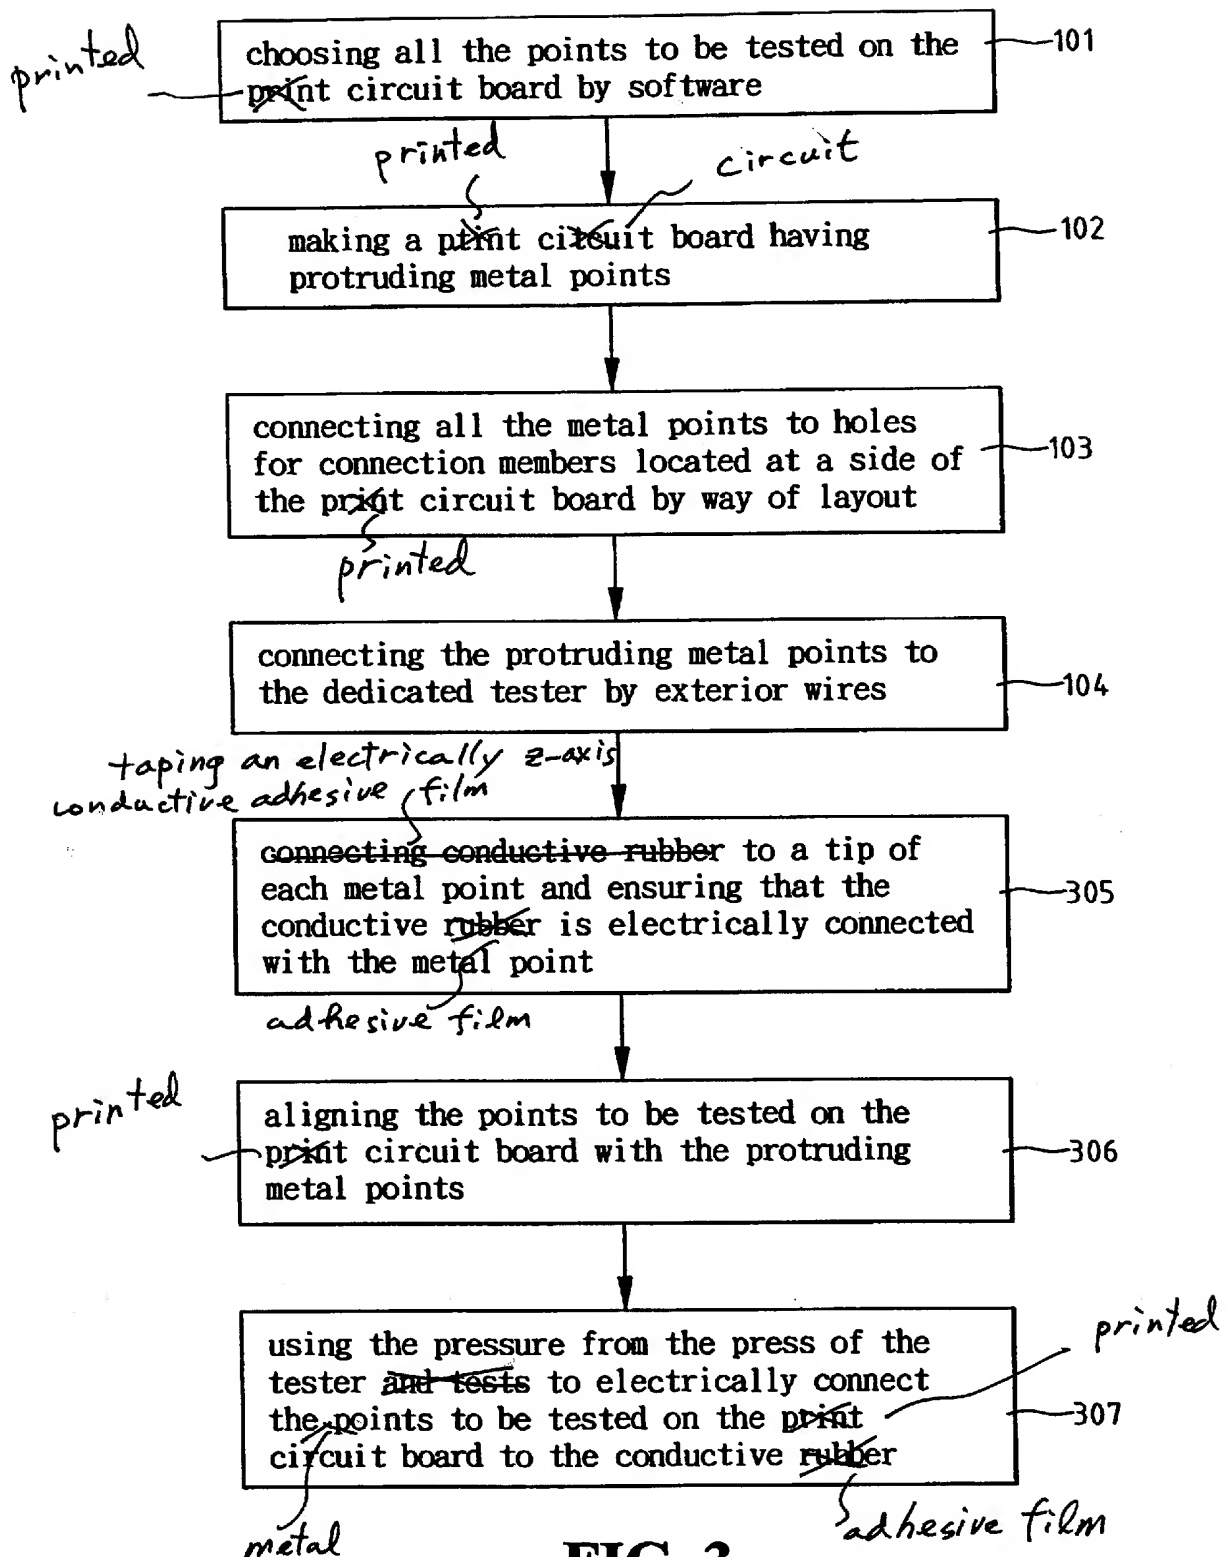 printed
choosing all the points to be tested on the
print circuit board by software
101
printed
circuit
making a ptint citcuit board having
protruding metal points
102
connecting all the metal points to holes
for connection members located at a side of
the print circuit board by way of layout
103
printed
connecting the protruding metal points to
the dedicated tester by exterior wires
104
taping an electrically z-axis
conductive adhesive film
connecting conductive rubber to a tip of
each metal point and ensuring that the
conductive rubber is electrically connected
with the metal point
305
adhesive film
printed
aligning the points to be tested on the
print circuit board with the protruding
metal points
306
printed
using the pressure from the press of the
tester and tests to electrically connect
the points to be tested on the print
circuit board to the conductive rubber
307
metal
adhesive film
FIG. 3